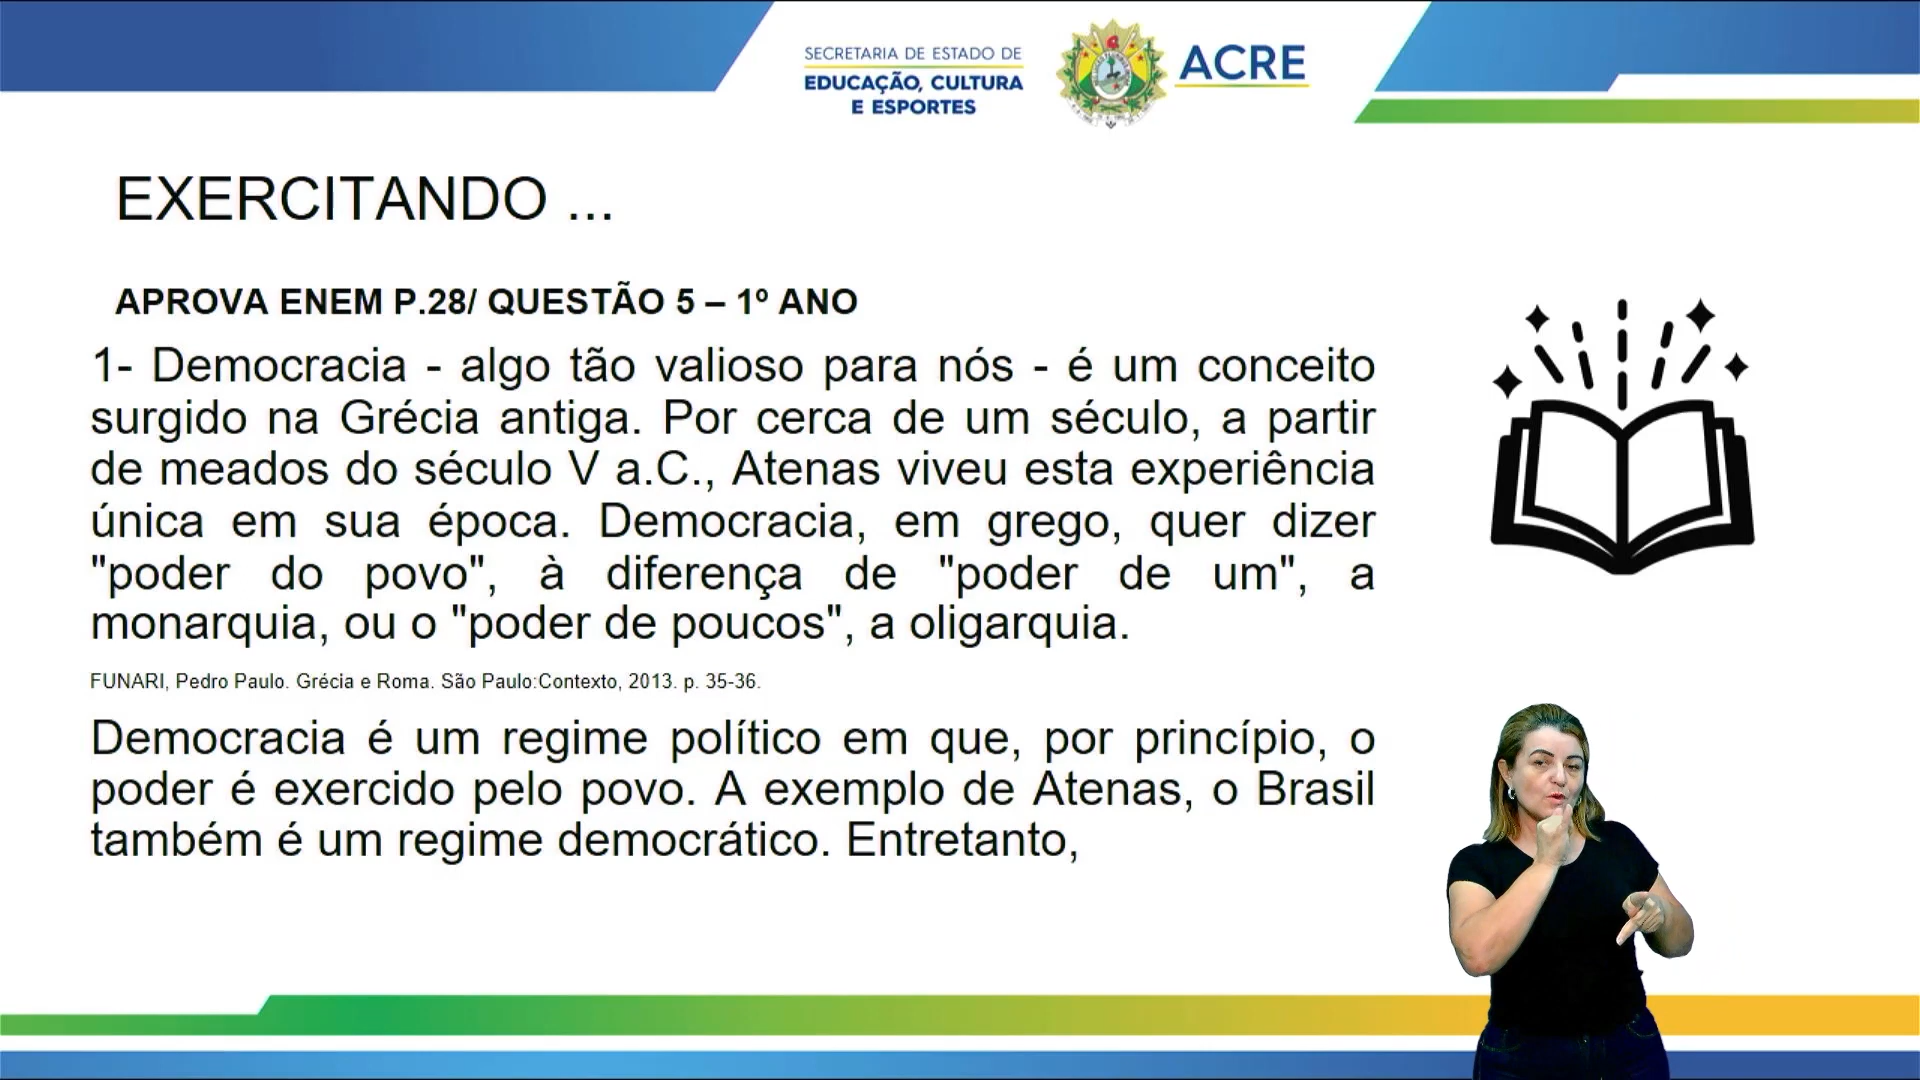 SECRETARIA DE ESTADO DE
EDUCAÇÃO, CULTURA
E ESPORTES
ACRE
EXERCITANDO ...
APROVA ENEM P.28/ QUESTÃO 5 – 1º ANO
1- Democracia - algo tão valioso para nós - é um conceito
surgido na Grécia antiga. Por cerca de um século, a partir
de meados do século V a.C., Atenas viveu esta experiência
única em sua época. Democracia, em grego, quer dizer
"poder do povo", à diferença de "poder de um", a
monarquia, ou o "poder de poucos", a oligarquia.
FUNARI, Pedro Paulo. Grécia e Roma. São Paulo:Contexto, 2013. p. 35-36.
Democracia é um regime político em que, por princípio, o
poder é exercido pelo povo. A exemplo de Atenas, o Brasil
também é um regime democrático. Entretanto,